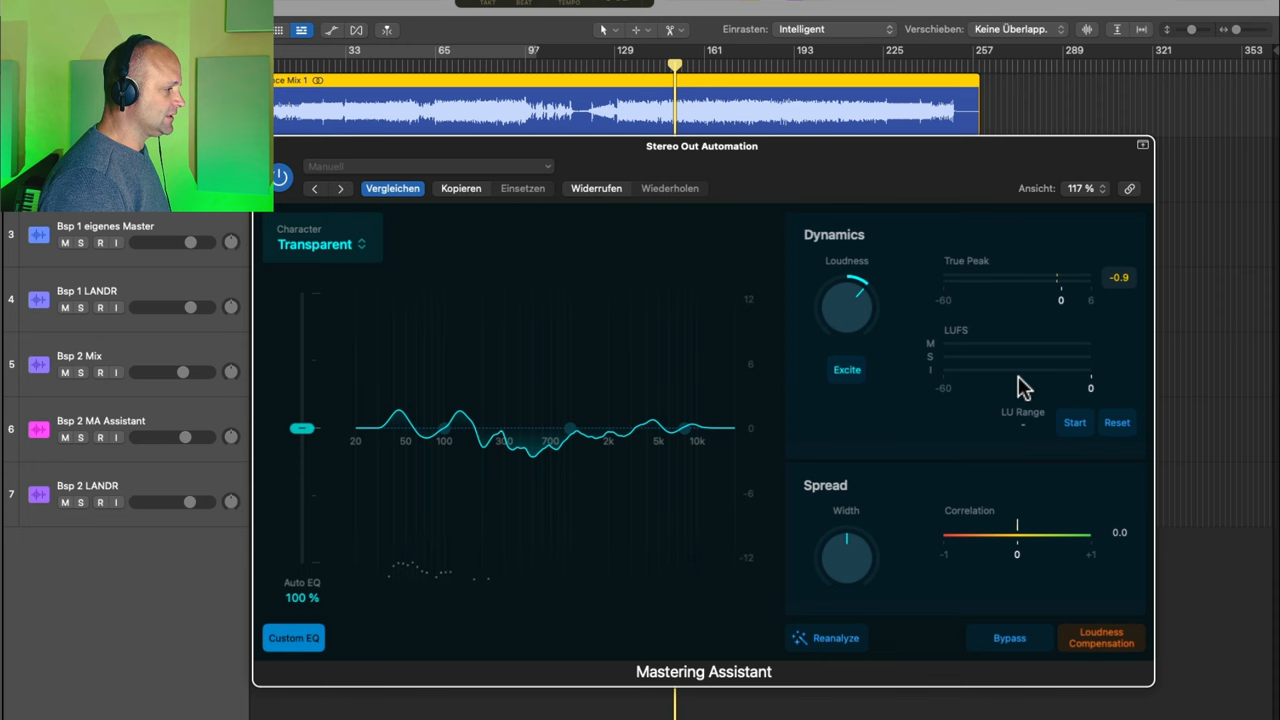 TAKT BEAT TEMPO
Einrasten: Intelligent Verschieben: Keine Überlapp.
33 65 97 129 161 193 225 257 289 321 353
ce Mix 1
Stereo Out Automation
Manuell
Vergleichen Kopieren Einsetzen Widerrufen Wiederholen Ansicht: 117 %
Character
Transparent
12
6
0
-6
-12
20 50 100 300 700 2k 5k 10k
Auto EQ
100 %
Custom EQ
Dynamics
Loudness
Excite
True Peak
-0.9
-60 0 6
LUFS
M
S
I
-60 0
LU Range
-
Start Reset
Spread
Width
Correlation
0.0
-1 0 +1
Reanalyze Bypass Loudness
Compensation
Mastering Assistant
3 Bsp 1 eigenes Master
M S R I
4 Bsp 1 LANDR
M S R I
5 Bsp 2 Mix
M S R I
6 Bsp 2 MA Assistant
M S R I
7 Bsp 2 LANDR
M S R I